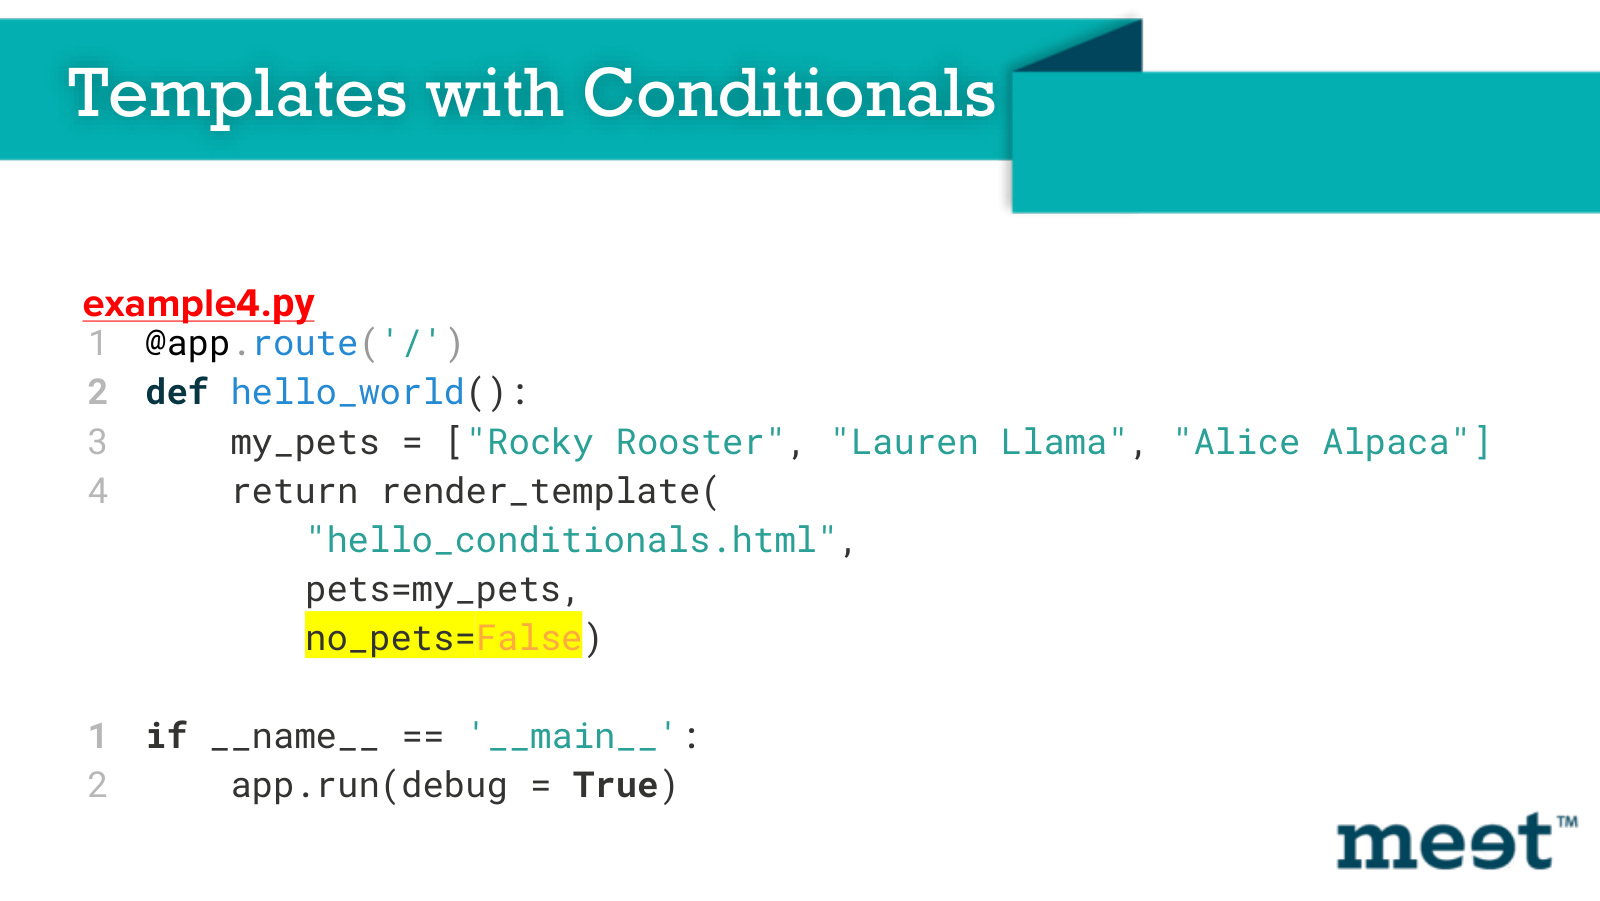 Templates with Conditionals
example4.py
1 @app.route('/')
2 def hello_world():
3     my_pets = ["Rocky Rooster", "Lauren Llama", "Alice Alpaca"]
4     return render_template(
"hello_conditionals.html",
pets=my_pets,
no_pets=False)
1 if __name__ == '__main__':
2     app.run(debug = True)
meet™